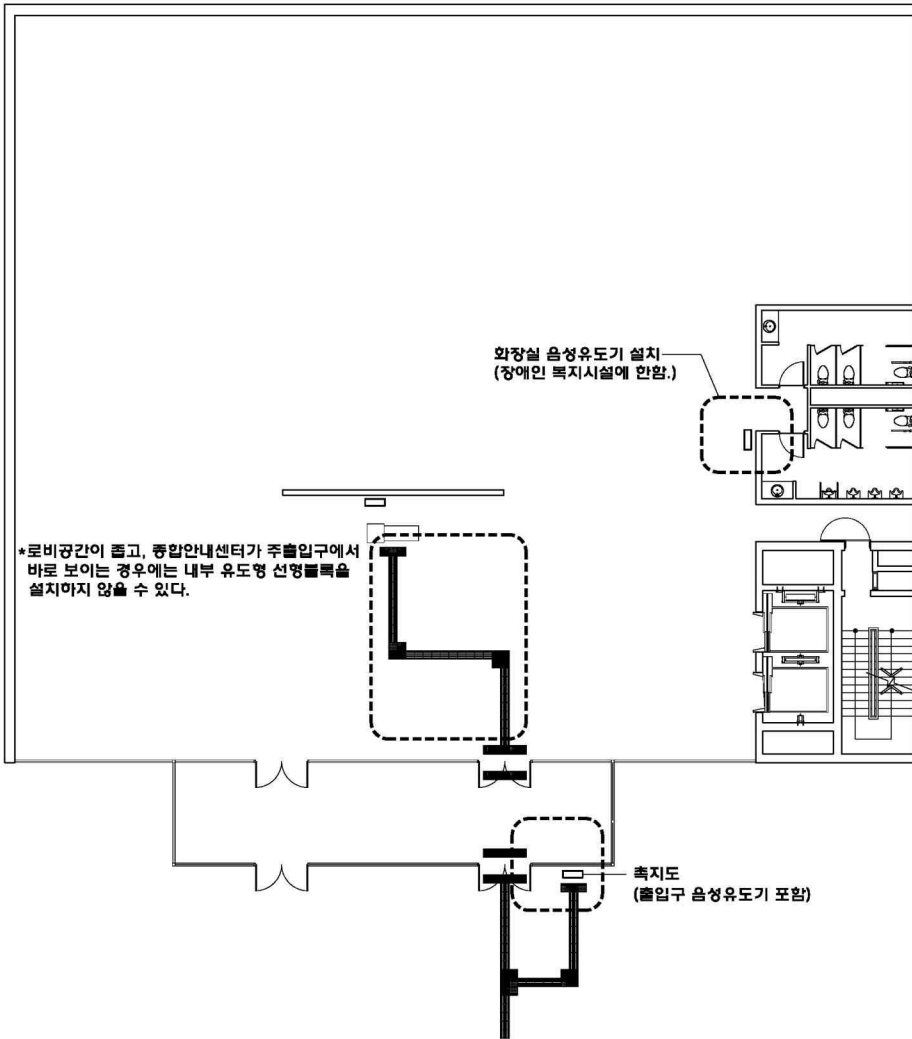 화장실 음성유도기 설치
(장애인 복지시설에 한함.)
*로비공간이 좁고, 종합안내센터가 주출입구에서
바로 보이는 경우에는 내부 유도형 선형블록을
설치하지 않을 수 있다.
촉지도
(출입구 음성유도기 포함)